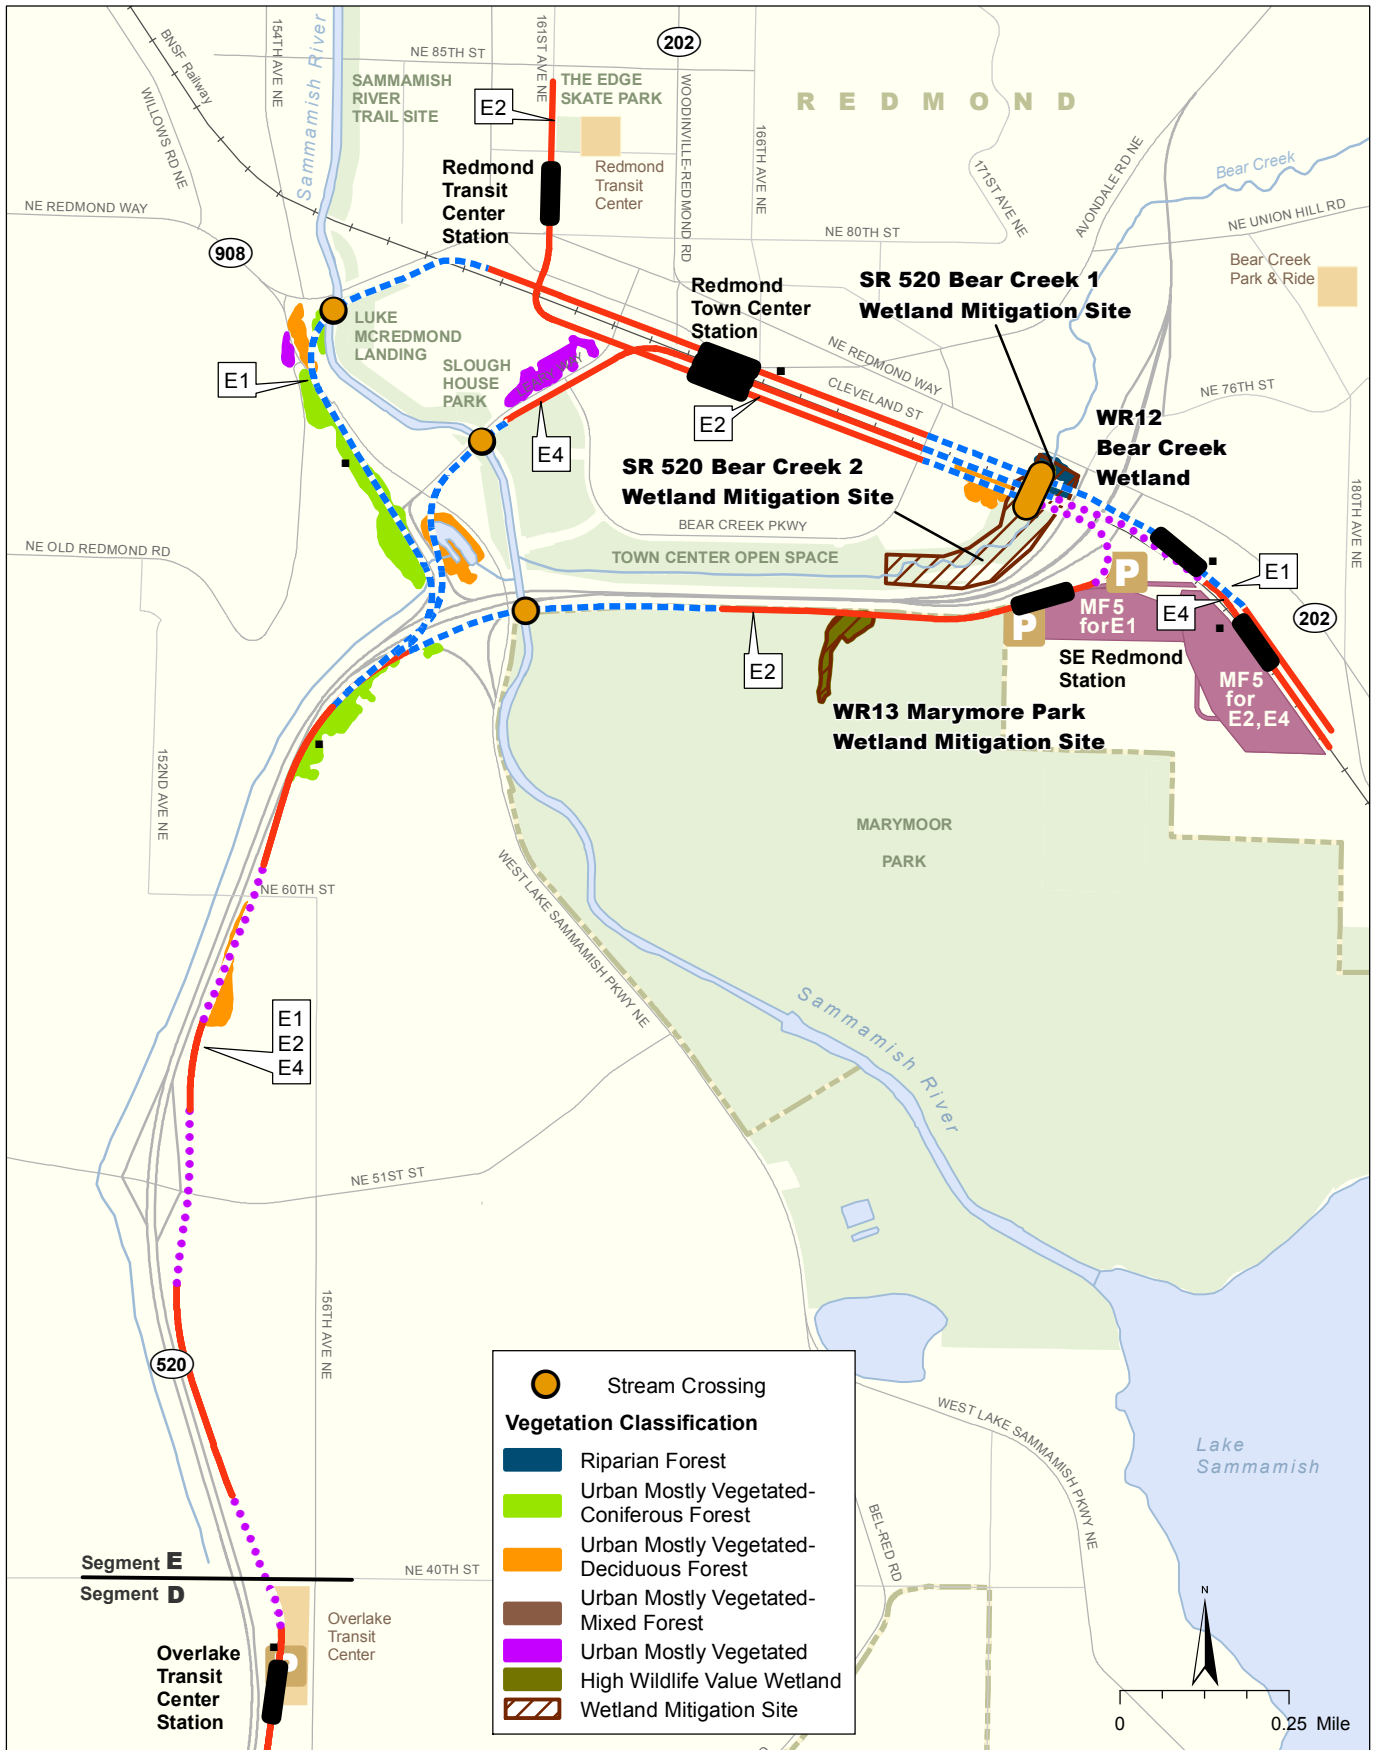 154TH AVE NE
Sammamish River
BNSF Railway
WILLOWS RD NE
NE 85TH ST
161ST AVE NE
202
SAMMAMISH
RIVER
TRAIL SITE
THE EDGE
SKATE PARK
WOODINVILLE-REDMOND RD
166TH AVE NE
REDMOND
171ST AVE NE
AVONDALE RD NE
Bear Creek
E2
Redmond
Transit
Center
Station
Redmond
Transit
Center
NE REDMOND WAY
NE 80TH ST
NE UNION HILL RD
908
Bear Creek
Park & Ride
SR 520 Bear Creek 1
Wetland Mitigation Site
Redmond
Town Center
Station
LUKE
MCREDMOND
LANDING
SLOUGH
HOUSE
PARK
NE REDMOND WAY
CLEVELAND ST
NE 76TH ST
E1
E2
E4
WR12
Bear Creek
Wetland
SR 520 Bear Creek 2
Wetland Mitigation Site
BEAR CREEK PKWY
180TH AVE NE
NE OLD REDMOND RD
TOWN CENTER OPEN SPACE
P
P
E1
E4
202
MF5
for E1
E2
SE Redmond
Station
MF5
for
E2, E4
WR13 Marymore Park
Wetland Mitigation Site
152ND AVE NE
MARYMOOR
PARK
NE 60TH ST
WEST LAKE SAMMAMISH PKWY NE
Sammamish River
E1
E2
E4
NE 51ST ST
156TH AVE NE
520
Stream Crossing
Vegetation Classification
Riparian Forest
Urban Mostly Vegetated-
Coniferous Forest
Urban Mostly Vegetated-
Deciduous Forest
Urban Mostly Vegetated-
Mixed Forest
Urban Mostly Vegetated
High Wildlife Value Wetland
Wetland Mitigation Site
WEST LAKE SAMMAMISH PKWY NE
Lake
Sammamish
BEL-RED RD
Segment E
Segment D
NE 40TH ST
Overlake
Transit
Center
P
Overlake
Transit
Center
Station
N
0
0.25 Mile